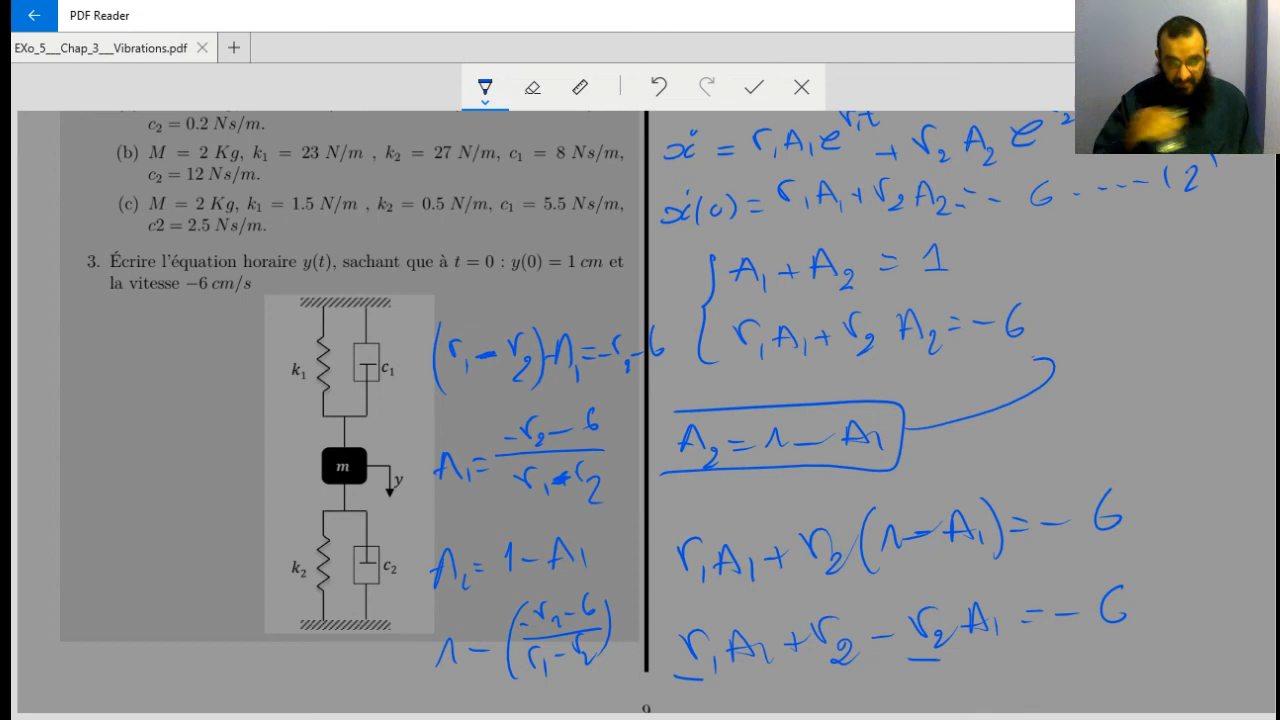 PDF Reader
EXo_5__Chap_3__Vibrations.pdf
c₂ = 0.2 Ns/m.
(b) M = 2 Kg, k₁ = 23 N/m , k₂ = 27 N/m, c₁ = 8 Ns/m,
c₂ = 12 Ns/m.
(c) M = 2 Kg, k₁ = 1.5 N/m , k₂ = 0.5 N/m, c₁ = 5.5 Ns/m,
c2 = 2.5 Ns/m.
3. Écrire l'équation horaire y(t), sachant que à t = 0 : y(0) = 1 cm et
la vitesse −6 cm/s
k₁
c₁
m
y
k₂
c₂
(r₁ − r₂) A₁ = −r₂ − 6
A₁ = (−r₂ − 6)/(r₁ − r₂)
A₂ = 1 − A₁
1 − ((−r₂ − 6)/(r₁ − r₂))
ẋ = r₁A₁e^{r₁t} + r₂ A₂ e
ẋ(0) = r₁A₁ + r₂A₂ = − 6 ---- (2)
A₁ + A₂ = 1
r₁A₁ + r₂ A₂ = −6
A₂ = 1 − A₁
r₁A₁ + r₂(1 − A₁) = − 6
r₁A₁ + r₂ − r₂A₁ = − 6
9